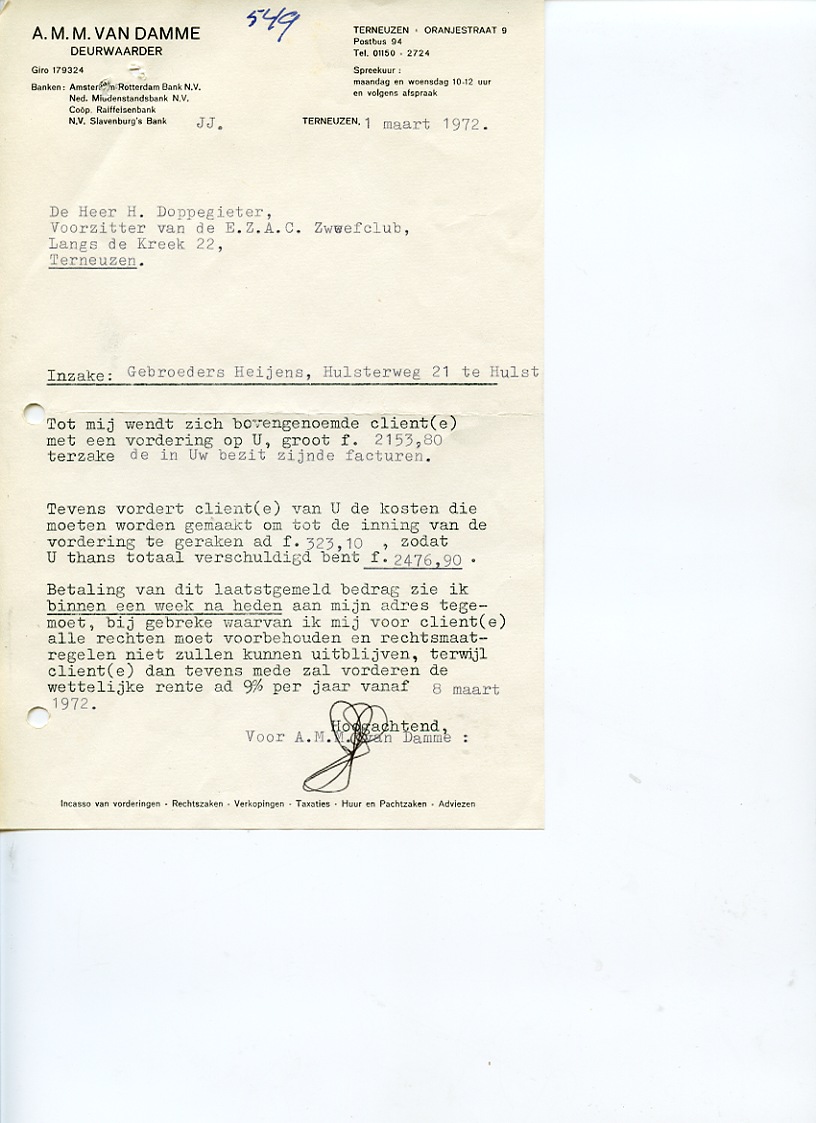 549
A. M. M. VAN DAMME
DEURWAARDER
Giro 179324
Banken: Amsterdam-Rotterdam Bank N.V.
Ned. Middenstandsbank N.V.
Coöp. Raiffeisenbank
N.V. Slavenburg's Bank
JJ.
TERNEUZEN - ORANJESTRAAT 9
Postbus 94
Tel. 01150 - 2724
Spreekuur :
maandag en woensdag 10-12 uur
en volgens afspraak
TERNEUZEN, 1 maart 1972.
De Heer H. Doppegieter,
Voorzitter van de E.Z.A.C. Zweefclub,
Langs de Kreek 22,
Terneuzen.
Inzake: Gebroeders Heijens, Hulsterweg 21 te Hulst
Tot mij wendt zich bovengenoemde client(e)
met een vordering op U, groot f. 2153,80
terzake de in Uw bezit zijnde facturen.
Tevens vordert client(e) van U de kosten die
moeten worden gemaakt om tot de inning van de
vordering te geraken ad f. 323,10 , zodat
U thans totaal verschuldigd bent f. 2476,90 .
Betaling van dit laatstgemeld bedrag zie ik
binnen een week na heden aan mijn adres tege-
moet, bij gebreke waarvan ik mij voor client(e)
alle rechten moet voorbehouden en rechtsmaat-
regelen niet zullen kunnen uitblijven, terwijl
client(e) dan tevens mede zal vorderen de
wettelijke rente ad 9% per jaar vanaf 8 maart
1972.
Hoogachtend,
Voor A.M.M. van Damme :
Incasso van vorderingen - Rechtszaken - Verkopingen - Taxaties - Huur en Pachtzaken - Adviezen